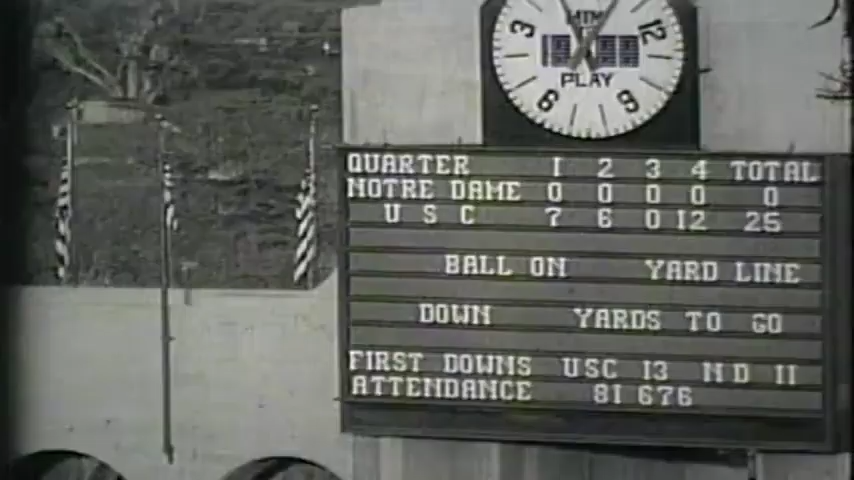 3 12
PLAY
6 9
QUARTER 1 2 3 4 TOTAL
NOTRE DAME 0 0 0 0 0
U S C 7 6 0 12 25
BALL ON YARD LINE
DOWN YARDS TO GO
FIRST DOWNS USC 13 N D 11
ATTENDANCE 81 676